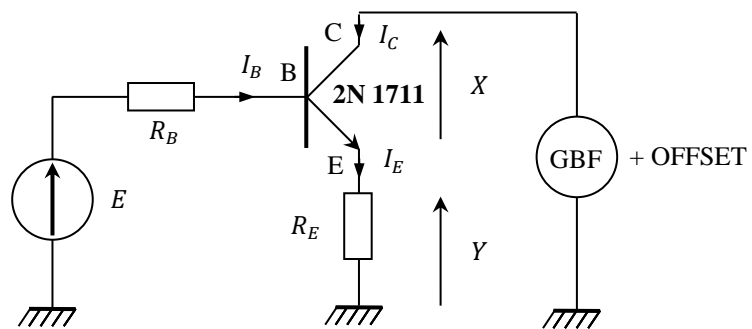 C
I_C
I_B
B
X
2N 1711
R_B
GBF
+ OFFSET
E
I_E
E
R_E
Y